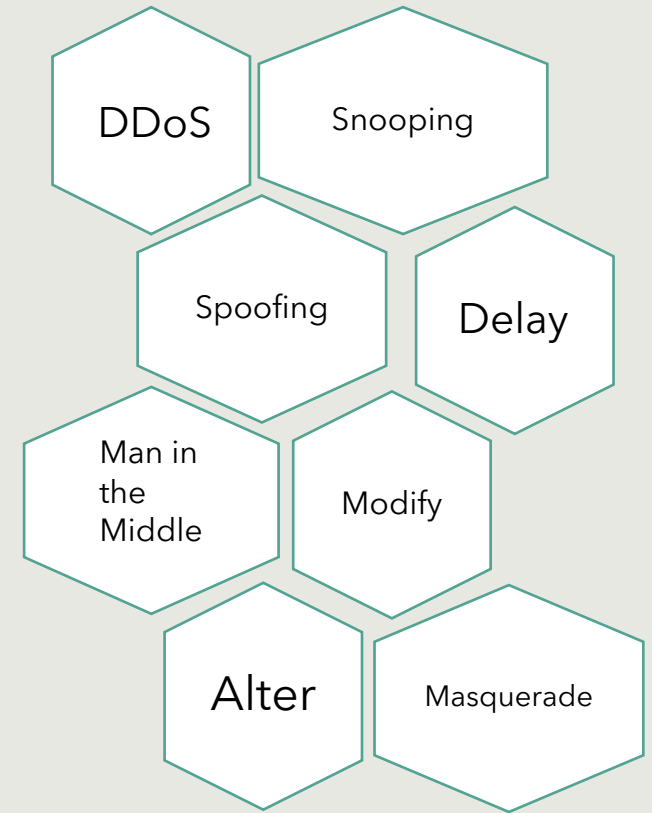 DDoS
Snooping
Spoofing
Delay
Man in
the
Middle
Modify
Alter
Masquerade